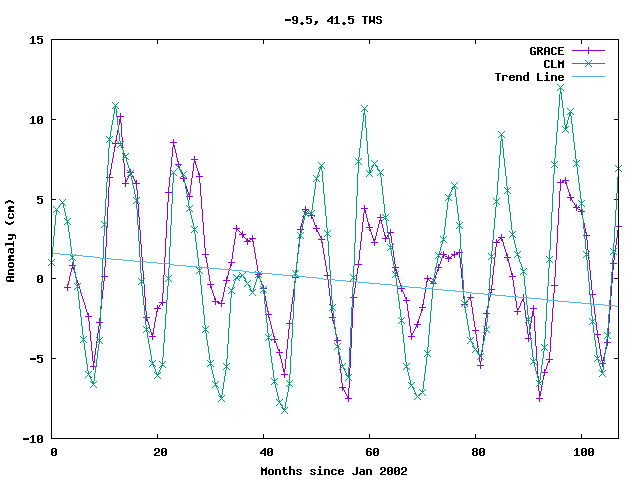 -9.5, 41.5 TWS
GRACE
CLM
Trend Line
15
10
5
0
-5
-10
Anomaly (cm)
0 20 40 60 80 100
Months since Jan 2002